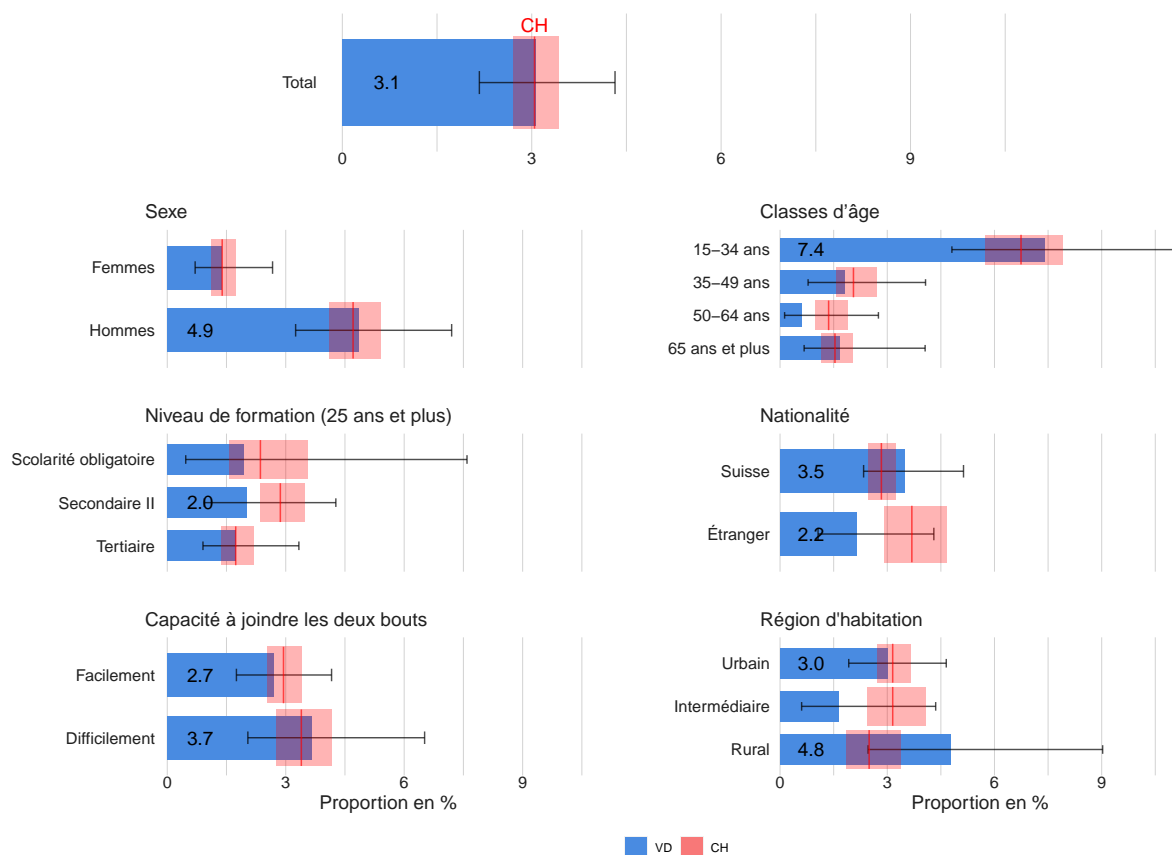 CH
Total
3.1
0 3 6 9
Sexe
Femmes
Hommes
4.9
Classes d'âge
15–34 ans
7.4
35–49 ans
50–64 ans
65 ans et plus
Niveau de formation (25 ans et plus)
Scolarité obligatoire
Secondaire II
2.0
Tertiaire
Nationalité
Suisse
3.5
Étranger
2.2
Capacité à joindre les deux bouts
Facilement
2.7
Difficilement
3.7
0 3 6 9
Proportion en %
Région d'habitation
Urbain
3.0
Intermédiaire
Rural
4.8
0 3 6 9
Proportion en %
VD CH